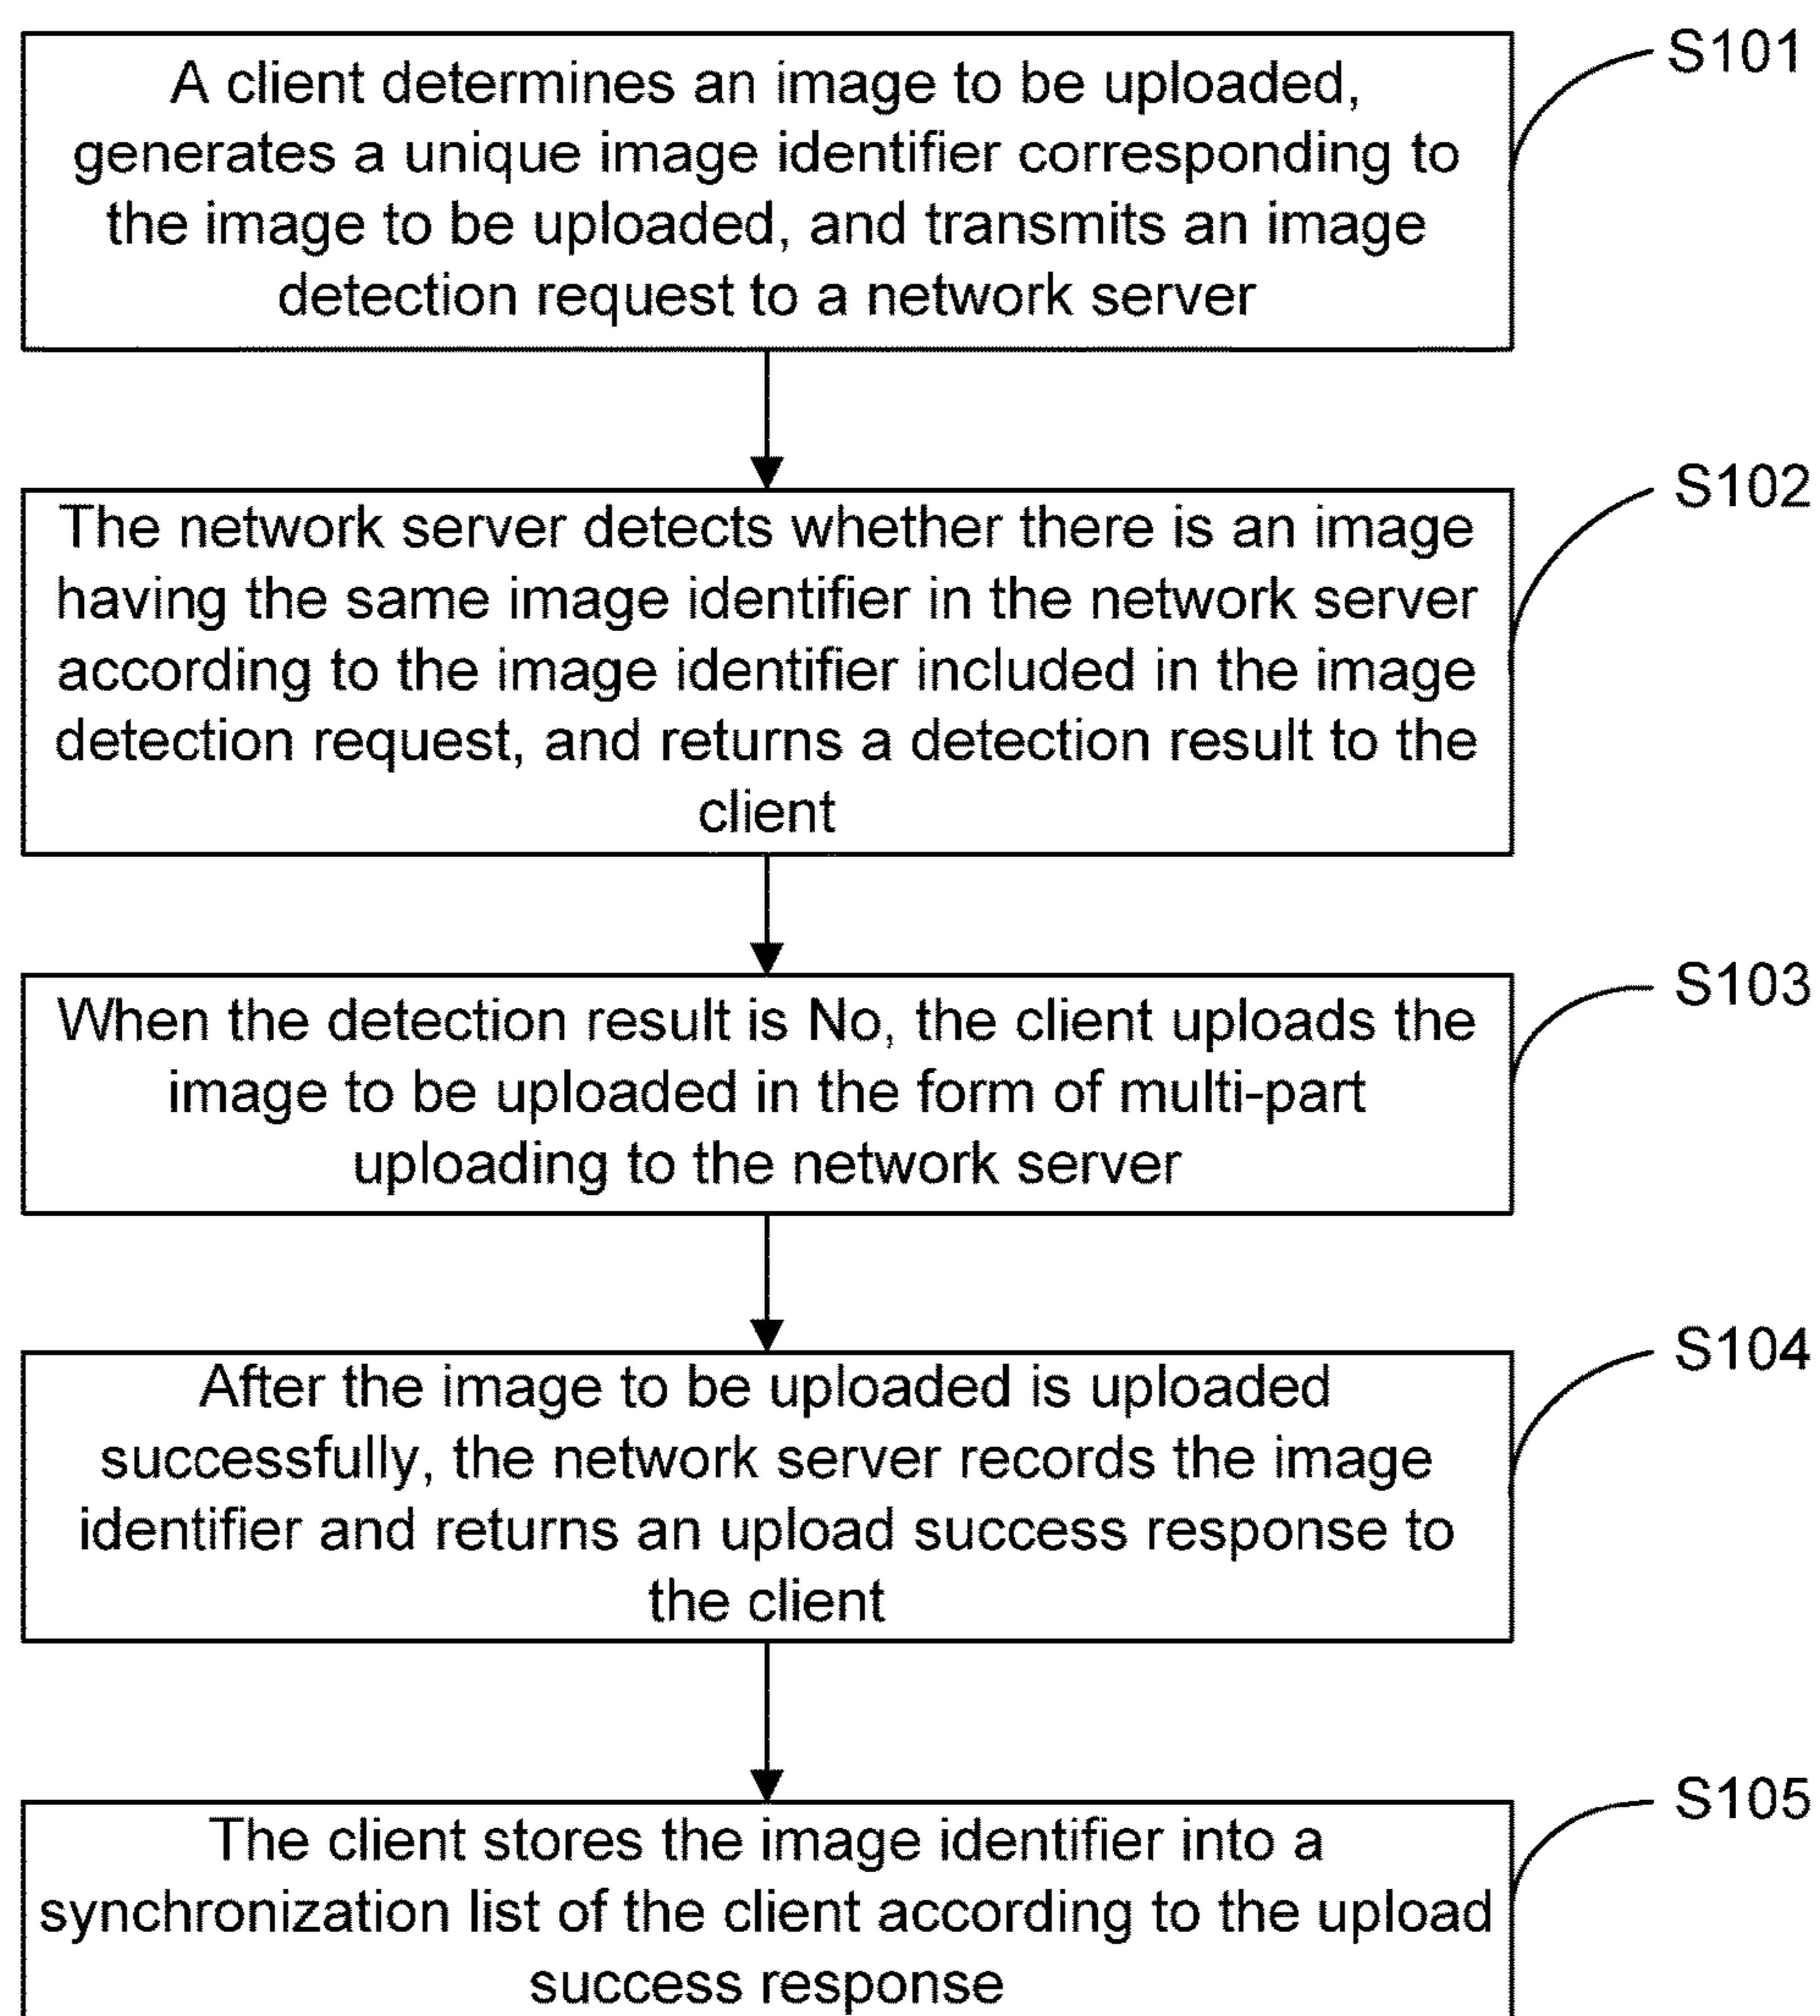 A client determines an image to be uploaded,
generates a unique image identifier corresponding to
the image to be uploaded, and transmits an image
detection request to a network server
S101
The network server detects whether there is an image
having the same image identifier in the network server
according to the image identifier included in the image
detection request, and returns a detection result to the
client
S102
When the detection result is No, the client uploads the
image to be uploaded in the form of multi-part
uploading to the network server
S103
After the image to be uploaded is uploaded
successfully, the network server records the image
identifier and returns an upload success response to
the client
S104
The client stores the image identifier into a
synchronization list of the client according to the upload
success response
S105